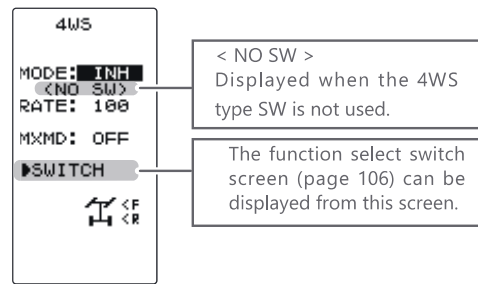 4WS
MODE: INH
(NO SW)
RATE: 100
MXMD: OFF
▶SWITCH
<F
<R
< NO SW >
Displayed when the 4WS
type SW is not used.
The function select switch
screen (page 106) can be
displayed from this screen.